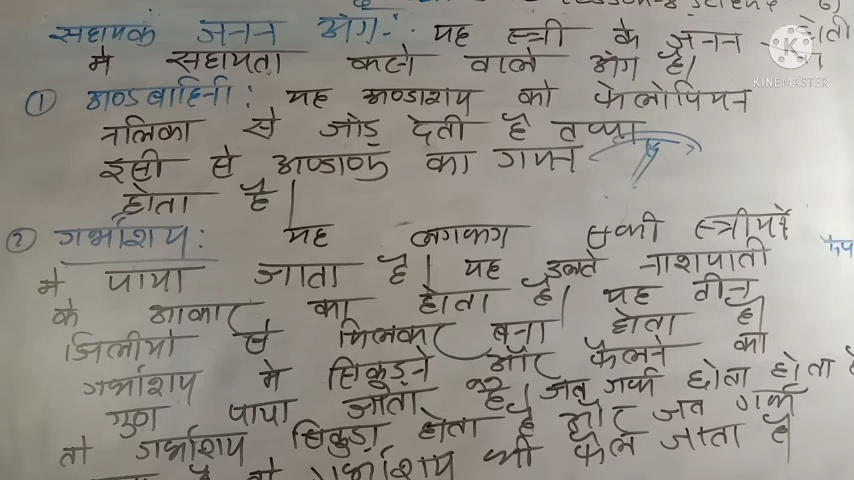 सहायक जनन अंग:- यह स्त्री के जनन
मे सहायता करने वाले अंग है।
① अण्डवाहिनी: यह अण्डाशय को फेलोपियन
नलिका से जोड़ देती है तथा
इसी से अण्डाणु का गमन
होता है।
② गर्भाशय: यह लगभग सभी स्त्रीयों
मे पाया जाता है। यह उलटे नाशपाती
के आकार का होता है। यह तीन
झिलीयो से मिलकर बना होता है।
गर्भाशय मे सिकुड़ने और फैलने का
गुण पाया जाता है। जब गर्भ छोटा होता है
तो गर्भाशय सिकुड़ा होता है और जब गर्भ
गर्भाशय भी फैल जाता है।
KINEMASTER